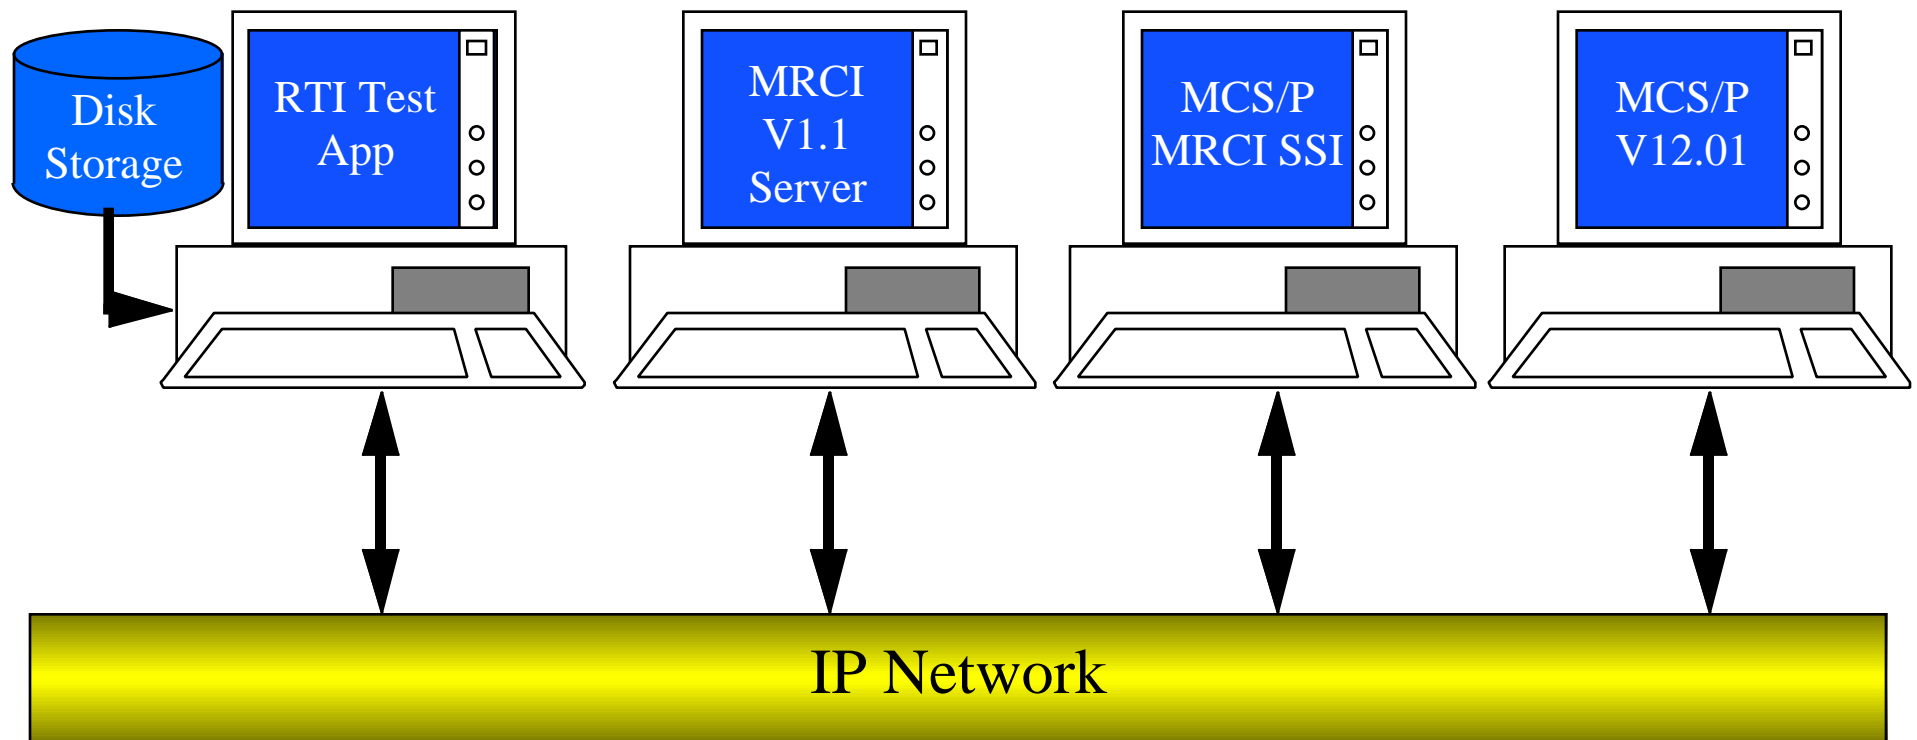 Disk
Storage
RTI Test
App
MRCI
V1.1
Server
MCS/P
MRCI SSI
MCS/P
V12.01
IP Network